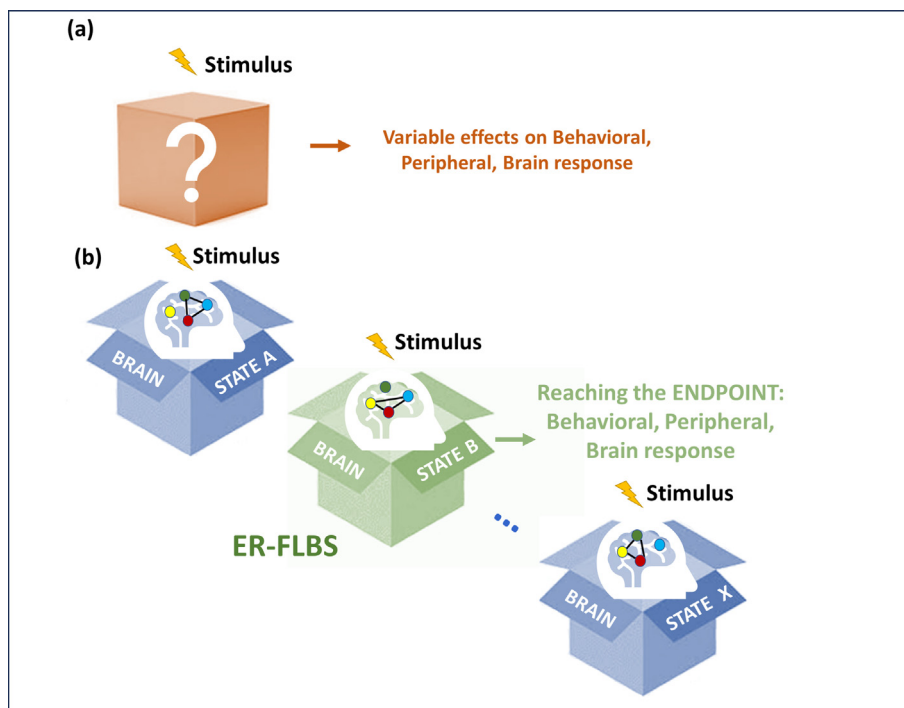 (a)
Stimulus
?
Variable effects on Behavioral,
Peripheral, Brain response
(b)
Stimulus
BRAIN
STATE A
Stimulus
BRAIN
STATE B
Reaching the ENDPOINT:
Behavioral, Peripheral,
Brain response
ER-FLBS
Stimulus
BRAIN
STATE X